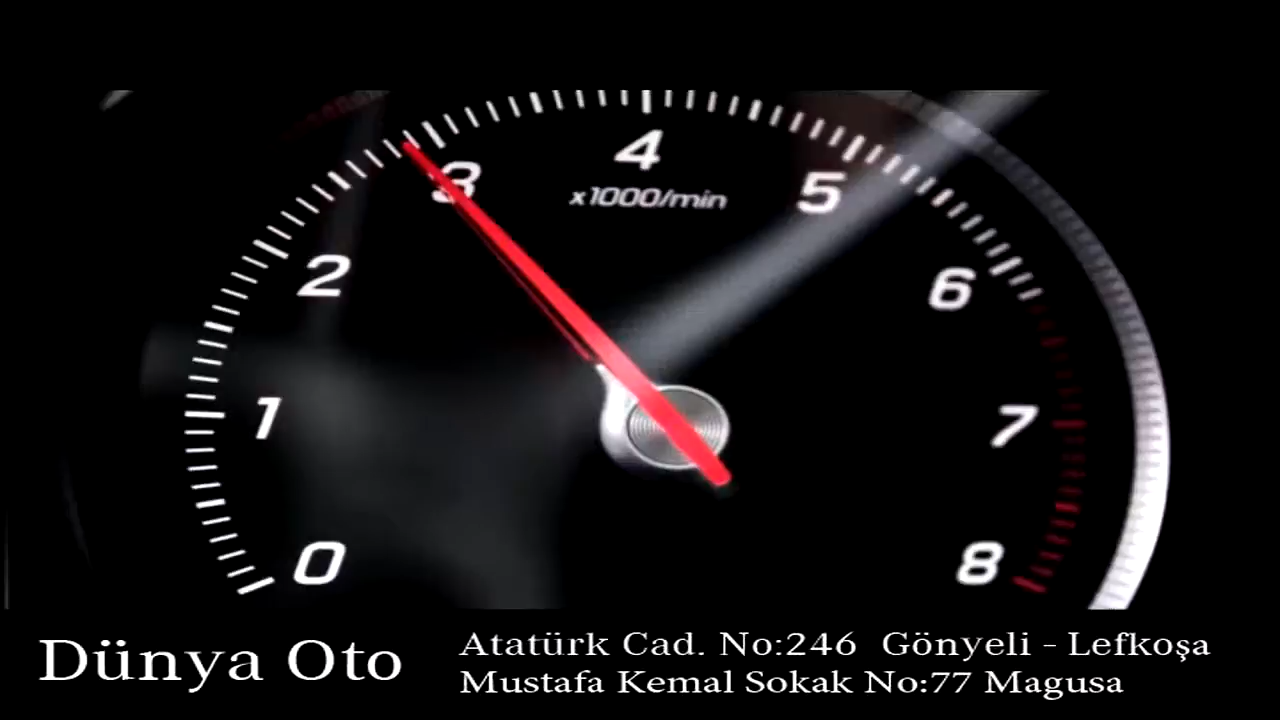 4
3
5
x1000/min
2
6
1
7
0
8
Dünya Oto
Atatürk Cad. No:246 Gönyeli - Lefkoşa
Mustafa Kemal Sokak No:77 Magusa